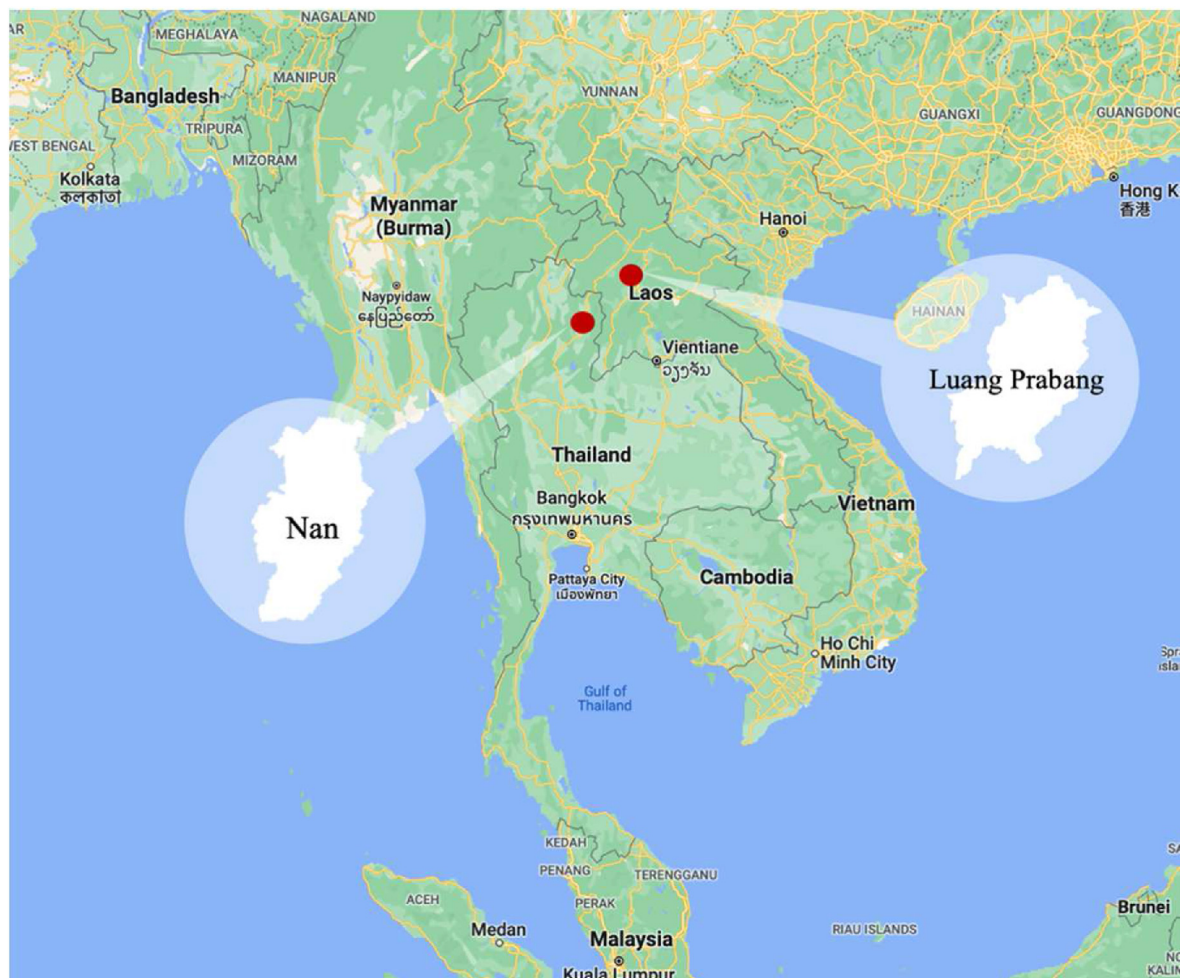 NAGALAND
AR
MEGHALAYA
MANIPUR
YUNNAN
Bangladesh
GUANGXI
GUANGDONG
TRIPURA
WEST BENGAL
MIZORAM
Kolkata
Hong K
香港
Myanmar
(Burma)
Hanoi
Naypyidaw
နေပြည်တော်
Laos
HAINAN
Vientiane
ວຽງຈັນ
Luang Prabang
Thailand
Bangkok
กรุงเทพมหานคร
Vietnam
Nan
Pattaya City
เมืองพัทยา
Cambodia
Ho Chi
Minh City
Gulf of
Thailand
KEDAH
PENANG
TERENGGANU
ACEH
PERAK
Brunei
Medan
RIAU ISLANDS
Malaysia
Kuala Lumpur